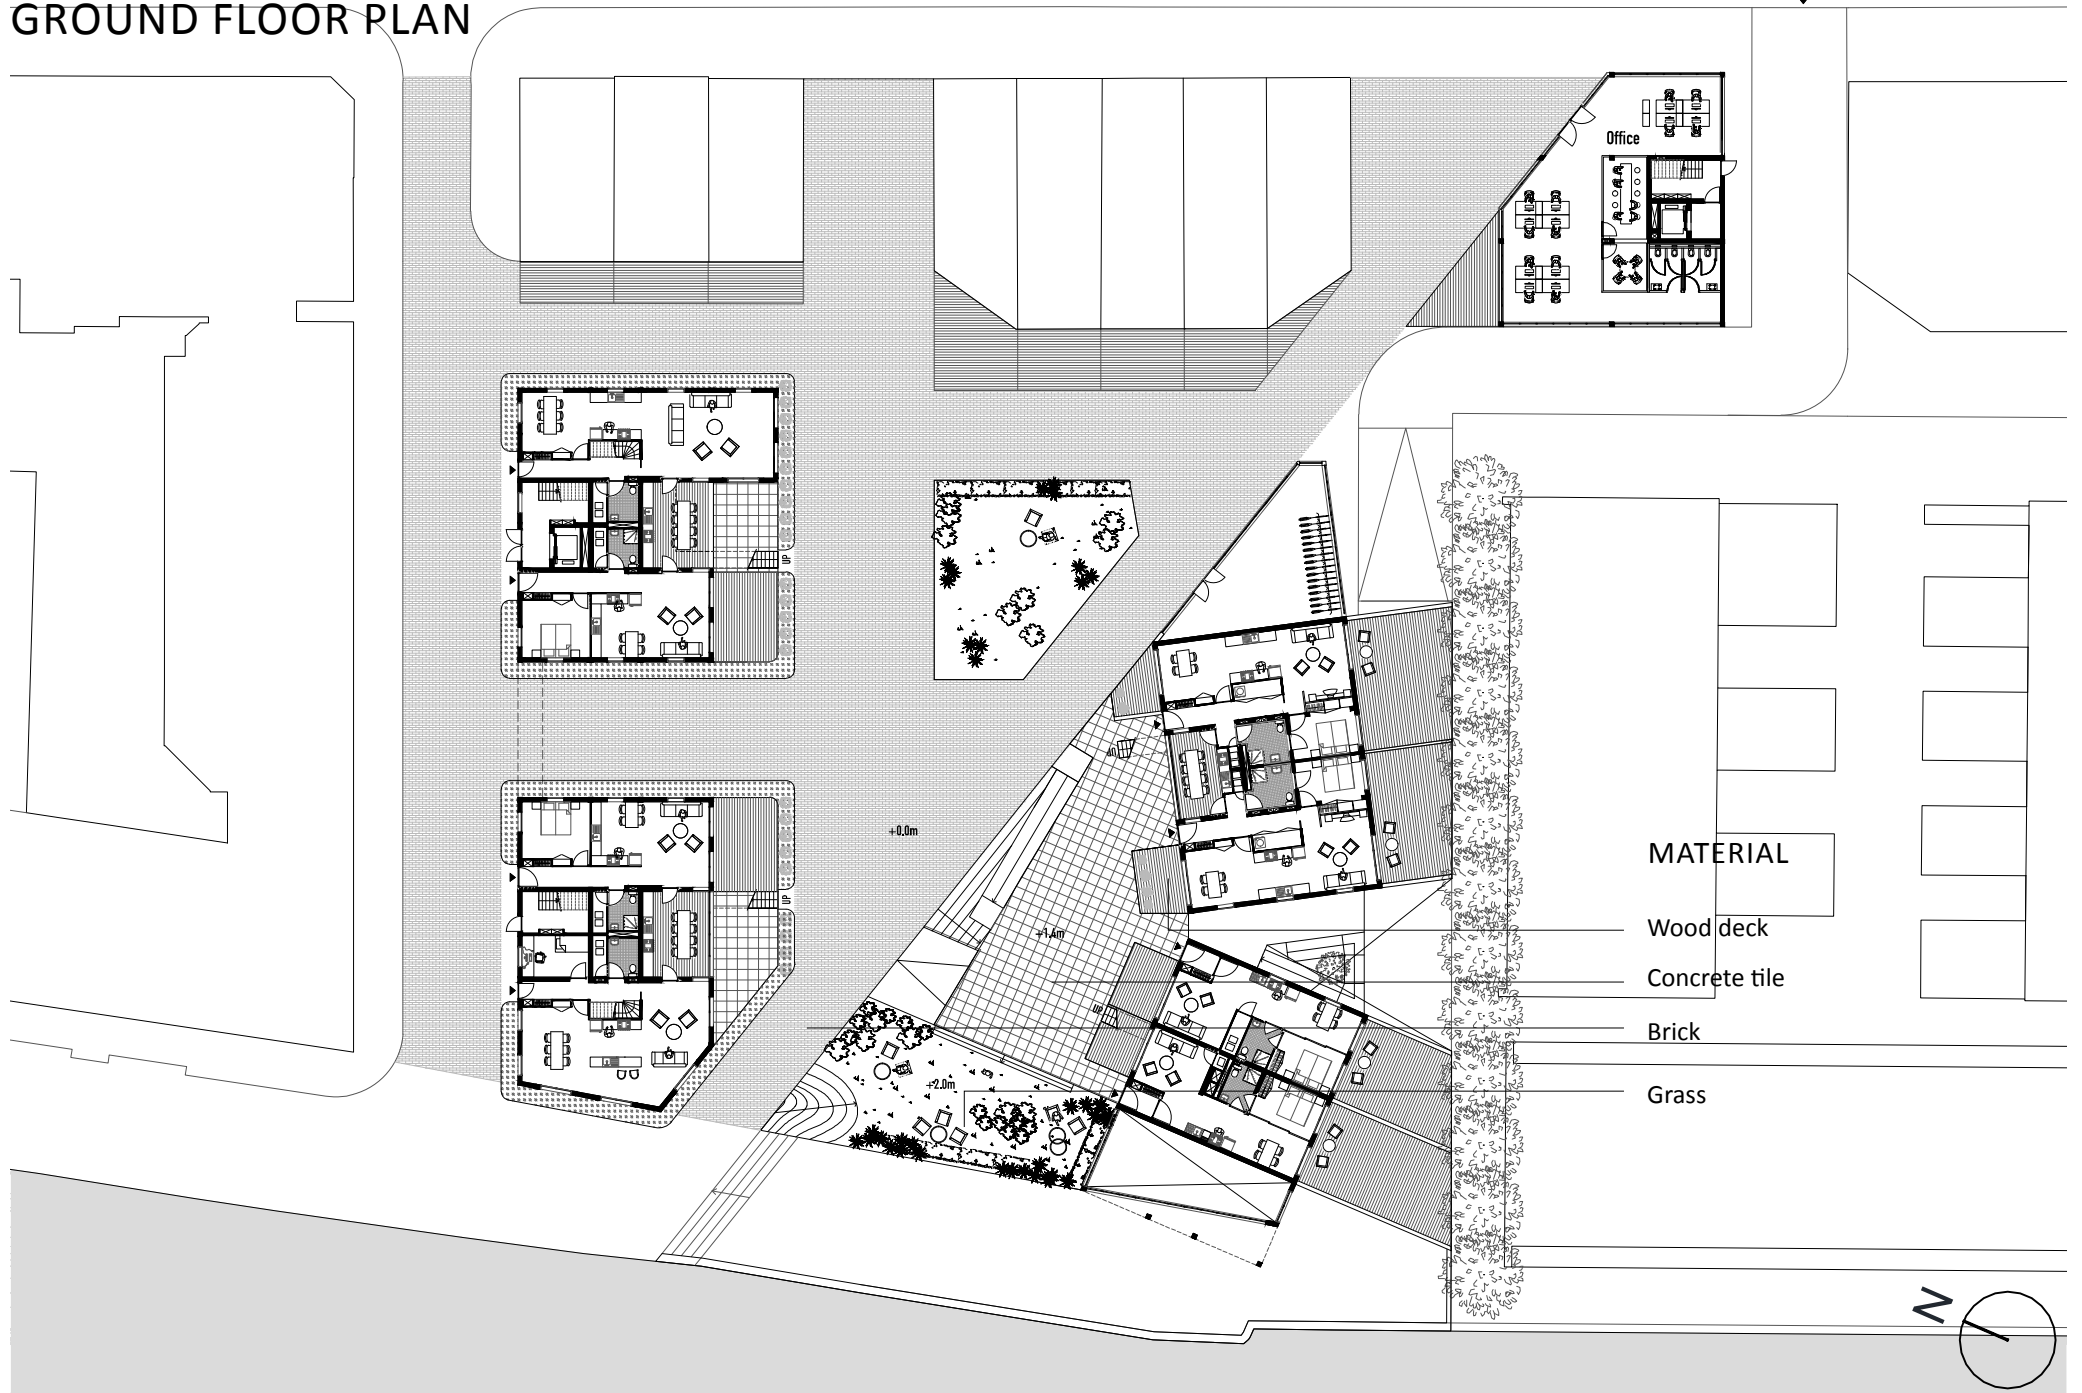 GROUND FLOOR PLAN
Office
UP
UP
+0.0m
MATERIAL
UP
Wood deck
+1.4m
Concrete tile
UP
Brick
+2.0m
Grass
N